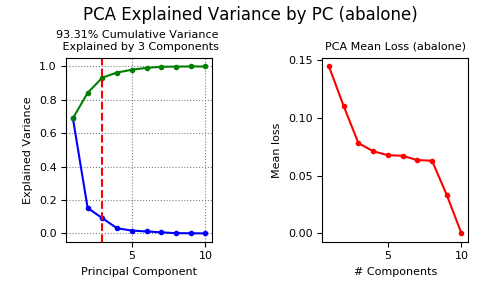 PCA Explained Variance by PC (abalone)
93.31% Cumulative Variance
Explained by 3 Components
1.0
0.8
0.6
0.4
0.2
0.0
5
10
Explained Variance
Principal Component
PCA Mean Loss (abalone)
0.15
0.10
0.05
0.00
5
10
Mean loss
# Components